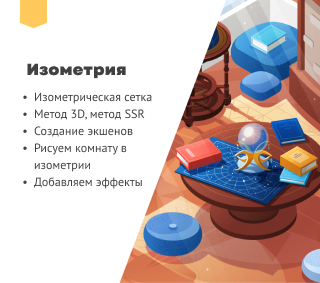 Изометрия
• Изометрическая сетка
• Метод 3D, метод SSR
• Создание экшенов
• Рисуем комнату в
изометрии
• Добавляем эффекты